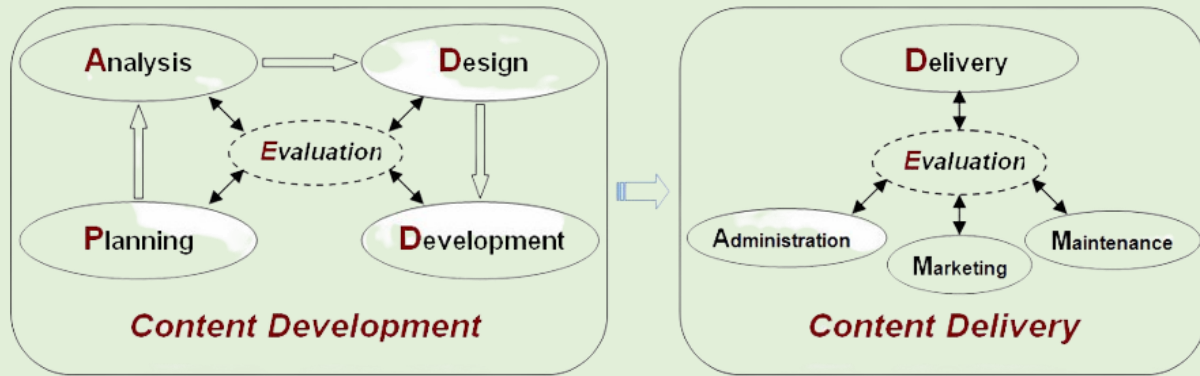 Analysis
Design
Evaluation
Planning
Development
Content Development
Delivery
Evaluation
Administration
Marketing
Maintenance
Content Delivery